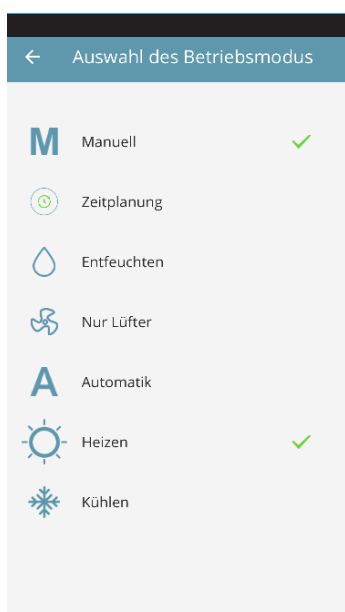 Auswahl des Betriebsmodus
M Manuell
Zeitplanung
Entfeuchten
Nur Lüfter
A Automatik
Heizen
Kühlen